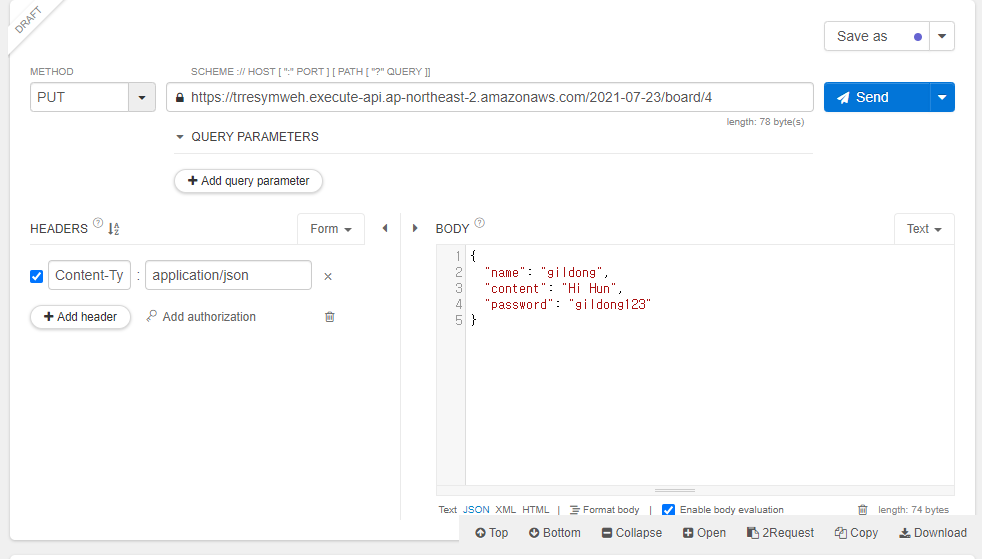 DRAFT
Save as
METHOD
SCHEME :// HOST [ ":" PORT ] [ PATH [ "?" QUERY ]]
PUT
https://trresymweh.execute-api.ap-northeast-2.amazonaws.com/2021-07-23/board/4
Send
length: 78 byte(s)
QUERY PARAMETERS
+ Add query parameter
HEADERS ?
Form
BODY ?
Text
Content-Ty : application/json ×
+ Add header
Add authorization
1 {
2 "name": "gildong",
3 "content": "Hi Hun",
4 "password": "gildong123"
5 }
Text JSON XML HTML | Format body | Enable body evaluation length: 74 bytes
Top Bottom Collapse Open 2Request Copy Download